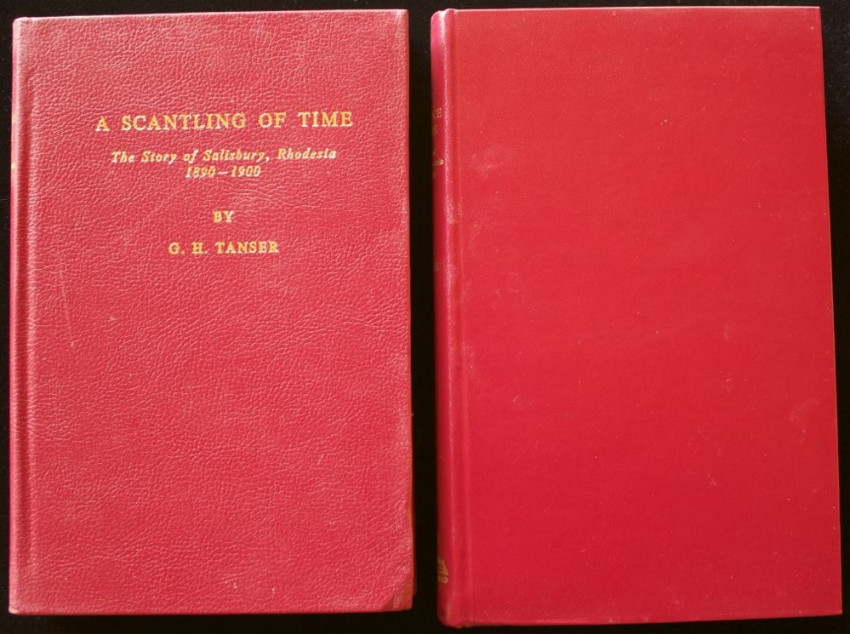 A SCANTLING OF TIME
The Story of Salisbury, Rhodesia
1890–1900
BY
G. H. TANSER